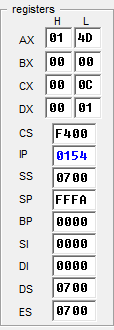 registers
H L
AX 01 4D
BX 00 00
CX 00 0C
DX 00 01
CS F400
IP 0154
SS 0700
SP FFFA
BP 0000
SI 0000
DI 0000
DS 0700
ES 0700